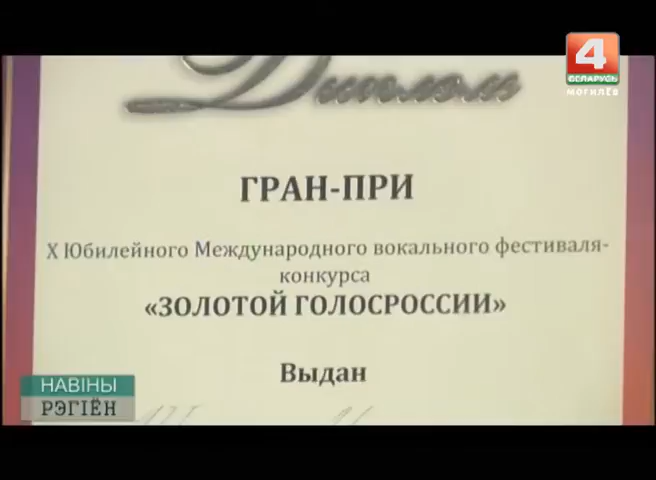 4
БЕЛАРУСЬ
МОГИЛЁВ
Диплом
ГРАН-ПРИ
X Юбилейного Международного вокального фестиваля-
конкурса
«ЗОЛОТОЙ ГОЛОСРОССИИ»
Выдан
НАВІНЫ
РЭГІЁН